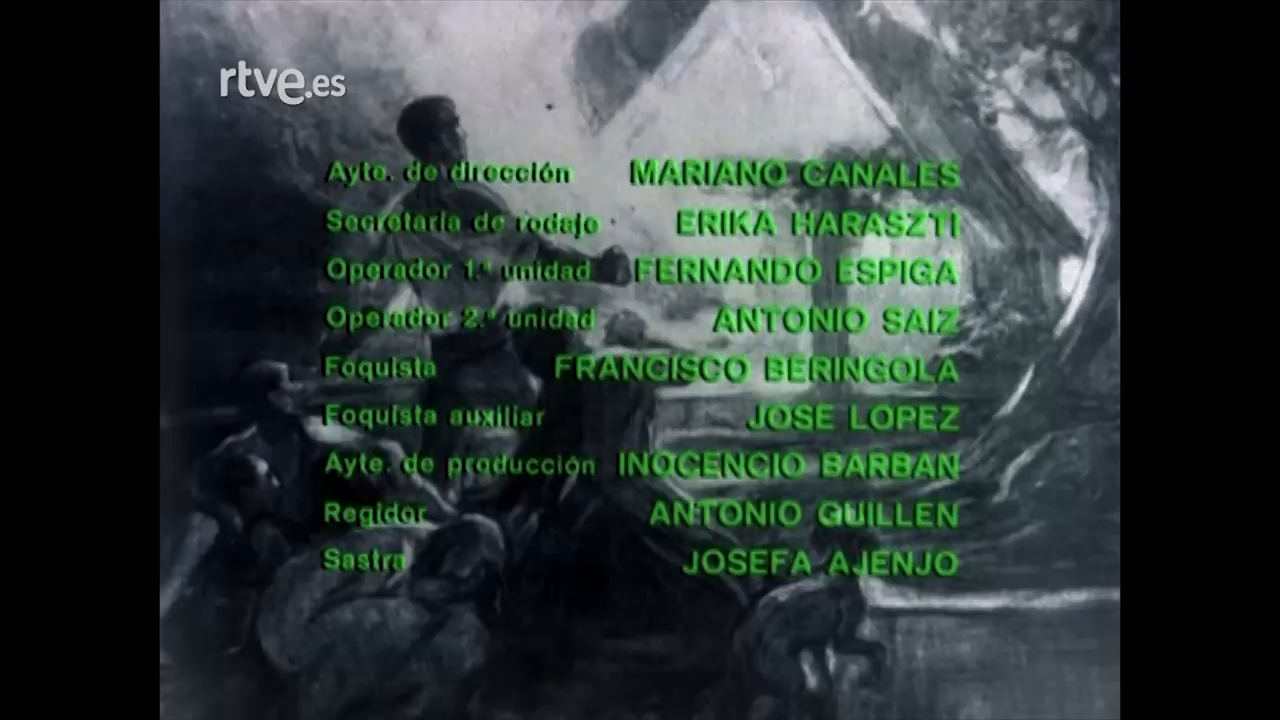 rtve.es
Ayte. de dirección MARIANO CANALES
Secretaria de rodaje ERIKA HARASZTI
Operador 1.ª unidad FERNANDO ESPIGA
Operador 2.ª unidad ANTONIO SAIZ
Foquista FRANCISCO BERINGOLA
Foquista auxiliar JOSE LOPEZ
Ayte. de producción INOCENCIO BARBAN
Regidor ANTONIO GUILLEN
Sastra JOSEFA AJENJO